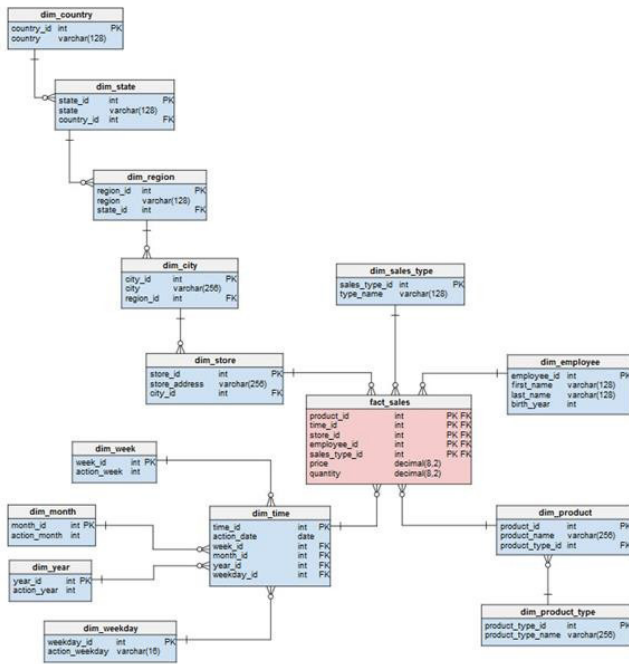 dim_country
country_id int PK
country varchar(128)
dim_state
state_id int PK
state varchar(128)
country_id int FK
dim_region
region_id int PK
region varchar(128)
state_id int FK
dim_city
city_id int PK
city varchar(256)
region_id int FK
dim_sales_type
sales_type_id int PK
type_name varchar(128)
dim_store
store_id int PK
store_address varchar(256)
city_id int FK
dim_employee
employee_id int PK
first_name varchar(128)
last_name varchar(128)
birth_year int
fact_sales
product_id int PK FK
time_id int PK FK
store_id int PK FK
employee_id int PK FK
sales_type_id int PK FK
price decimal(8,2)
quantity decimal(8,2)
dim_week
week_id int PK
action_week int
dim_month
month_id int PK
action_month int
dim_time
time_id int PK
action_date date
week_id int FK
month_id int FK
year_id int FK
weekday_id int FK
dim_product
product_id int PK
product_name varchar(256)
product_type_id int FK
dim_year
year_id int PK
action_year int
dim_product_type
product_type_id int PK
product_type_name varchar(256)
dim_weekday
weekday_id int PK
action_weekday varchar(16)